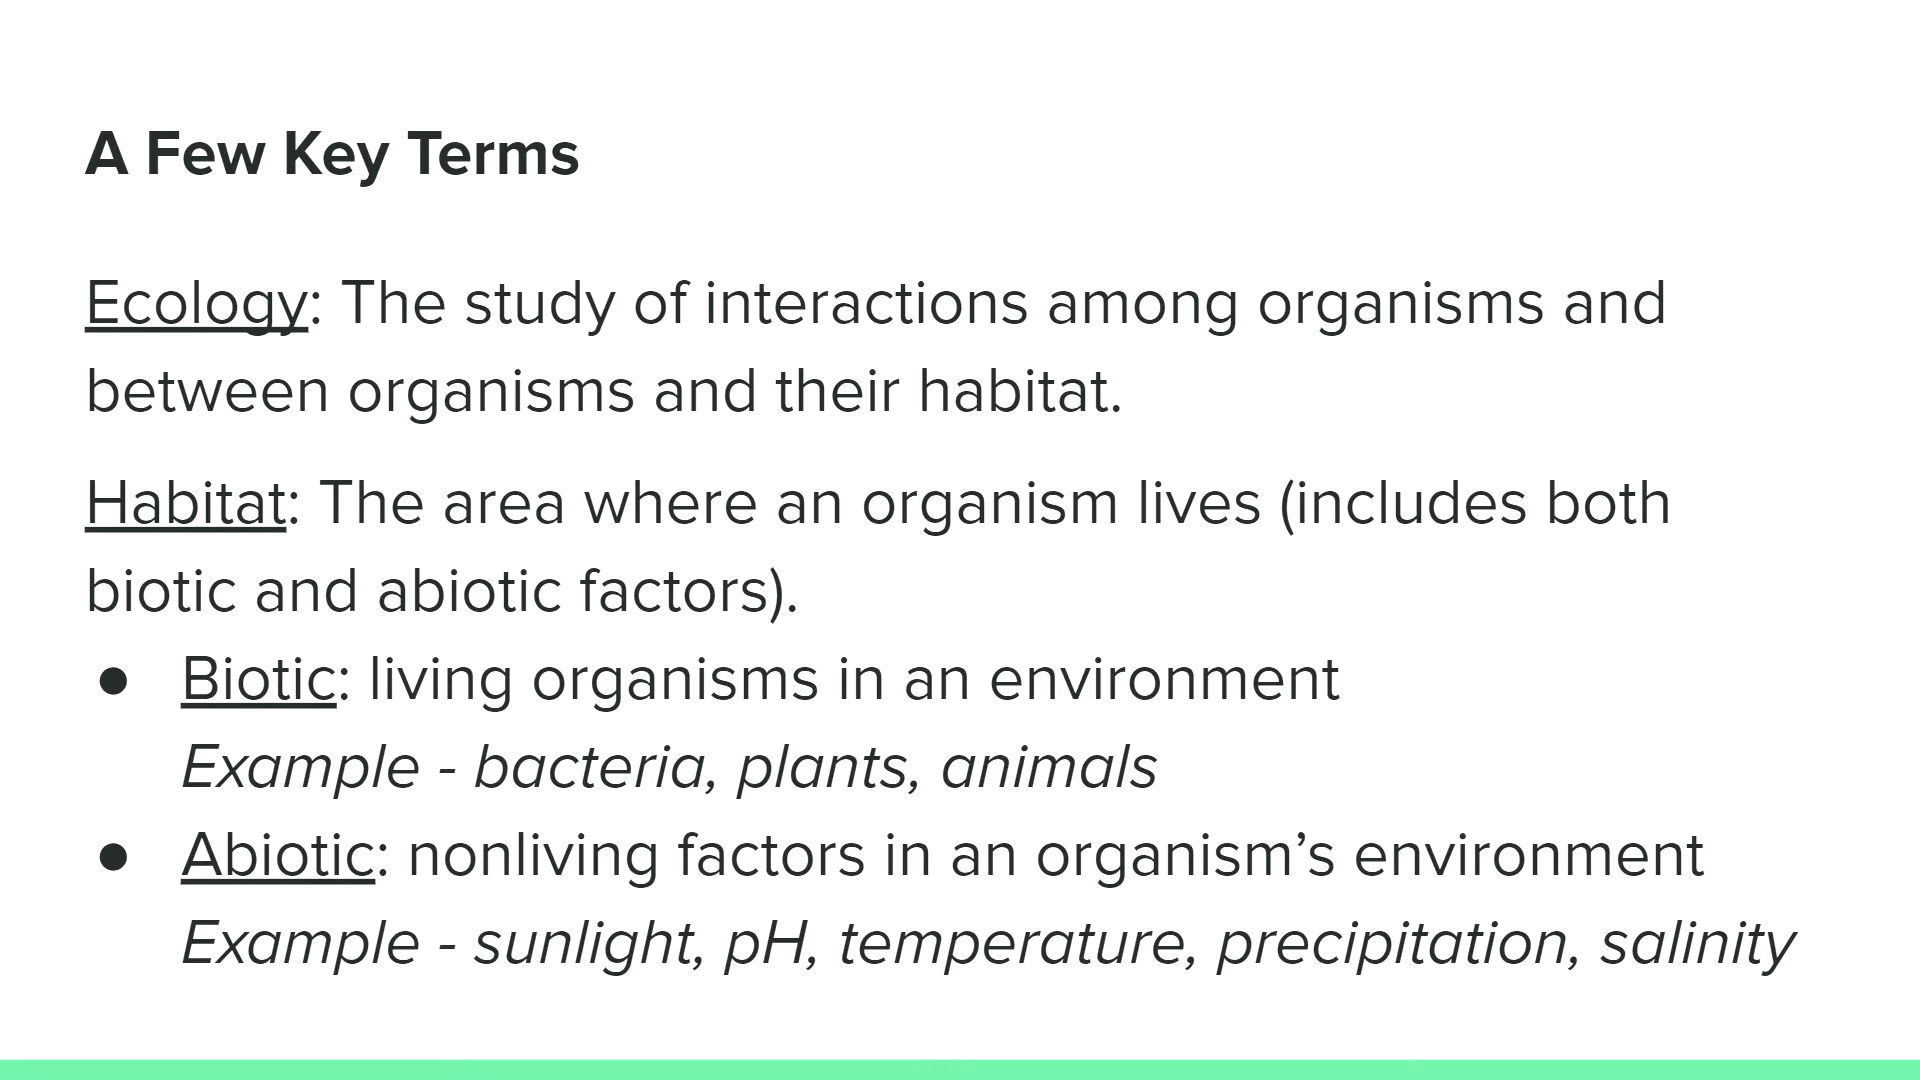 A Few Key Terms
Ecology: The study of interactions among organisms and
between organisms and their habitat.
Habitat: The area where an organism lives (includes both
biotic and abiotic factors).
● Biotic: living organisms in an environment
Example - bacteria, plants, animals
● Abiotic: nonliving factors in an organism’s environment
Example - sunlight, pH, temperature, precipitation, salinity